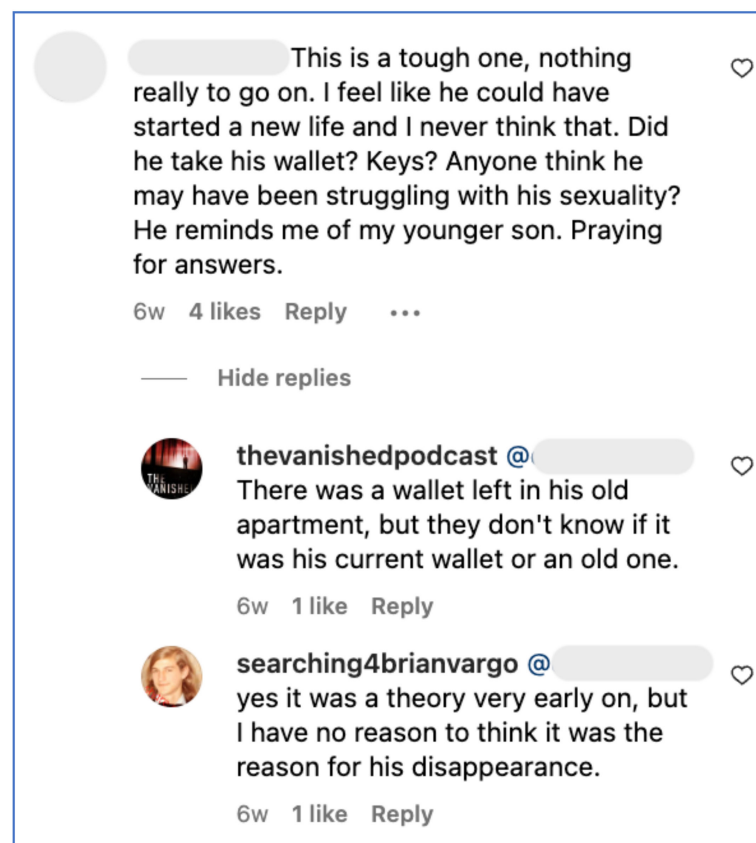 This is a tough one, nothing
really to go on. I feel like he could have
started a new life and I never think that. Did
he take his wallet? Keys? Anyone think he
may have been struggling with his sexuality?
He reminds me of my younger son. Praying
for answers.
6w 4 likes Reply •••
Hide replies
thevanishedpodcast @
THE
VANISHE
There was a wallet left in his old
apartment, but they don't know if it
was his current wallet or an old one.
6w 1 like Reply
searching4brianvargo @
yes it was a theory very early on, but
I have no reason to think it was the
reason for his disappearance.
6w 1 like Reply